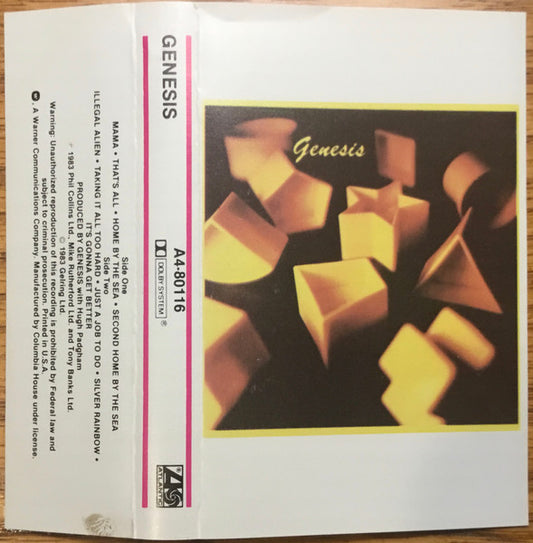 GENESIS
A4-80116
DOLBY SYSTEM ®
ATLANTIC
®
Genesis
Side One
MAMA • THAT'S ALL • HOME BY THE SEA • SECOND HOME BY THE SEA
Side Two
ILLEGAL ALIEN • TAKING IT ALL TOO HARD • JUST A JOB TO DO • SILVER RAINBOW •
IT'S GONNA GET BETTER
PRODUCED BY GENESIS with Hugh Padgham
℗ 1983 Phil Collins Ltd., Mike Rutherford Ltd. and Tony Banks Ltd.
© 1983 Gelring Ltd.
Warning: Unauthorized reproduction of this recording is prohibited by Federal law and
subject to criminal prosecution. Printed in U.S.A.
, A Warner Communications Company. Manufactured by Columbia House under license.